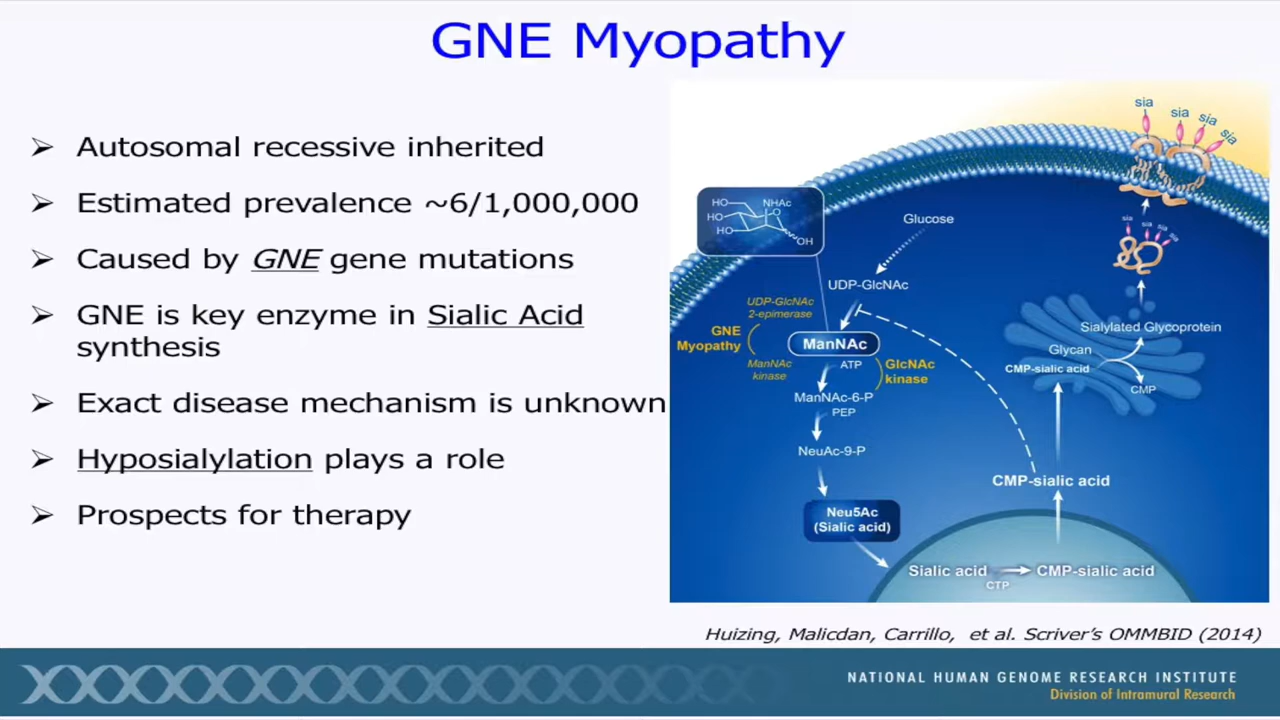 GNE Myopathy
➢ Autosomal recessive inherited
➢ Estimated prevalence ~6/1,000,000
➢ Caused by GNE gene mutations
➢ GNE is key enzyme in Sialic Acid
synthesis
➢ Exact disease mechanism is unknown
➢ Hyposialylation plays a role
➢ Prospects for therapy
sia
sia
sia
sia
sia
sia
sia
sia
HO
NHAc
HO
O
HO
OH
Glucose
UDP-GlcNAc
UDP-GlcNAc
2-epimerase
GNE
Myopathy
ManNAc
ManNAc
kinase
ATP
GlcNAc
kinase
ManNAc-6-P
PEP
NeuAc-9-P
Neu5Ac
(Sialic acid)
Sialylated Glycoprotein
Glycan
CMP-sialic acid
CMP
CMP-sialic acid
Sialic acid
CTP
CMP-sialic acid
Huizing, Malicdan, Carrillo, et al. Scriver's OMMBID (2014)
NATIONAL HUMAN GENOME RESEARCH INSTITUTE
Division of Intramural Research